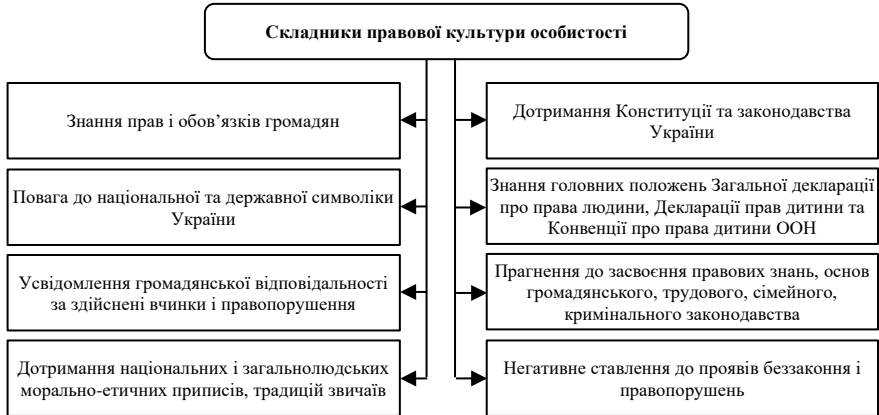 Складники правової культури особистості
Знання прав і обов’язків громадян
Дотримання Конституції та законодавства
України
Повага до національної та державної символіки
України
Знання головних положень Загальної декларації
про права людини, Декларації прав дитини та
Конвенції про права дитини ООН
Усвідомлення громадянської відповідальності
за здійснені вчинки і правопорушення
Прагнення до засвоєння правових знань, основ
громадянського, трудового, сімейного,
кримінального законодавства
Дотримання національних і загальнолюдських
морально-етичних приписів, традицій звичаїв
Негативне ставлення до проявів беззаконня і
правопорушень